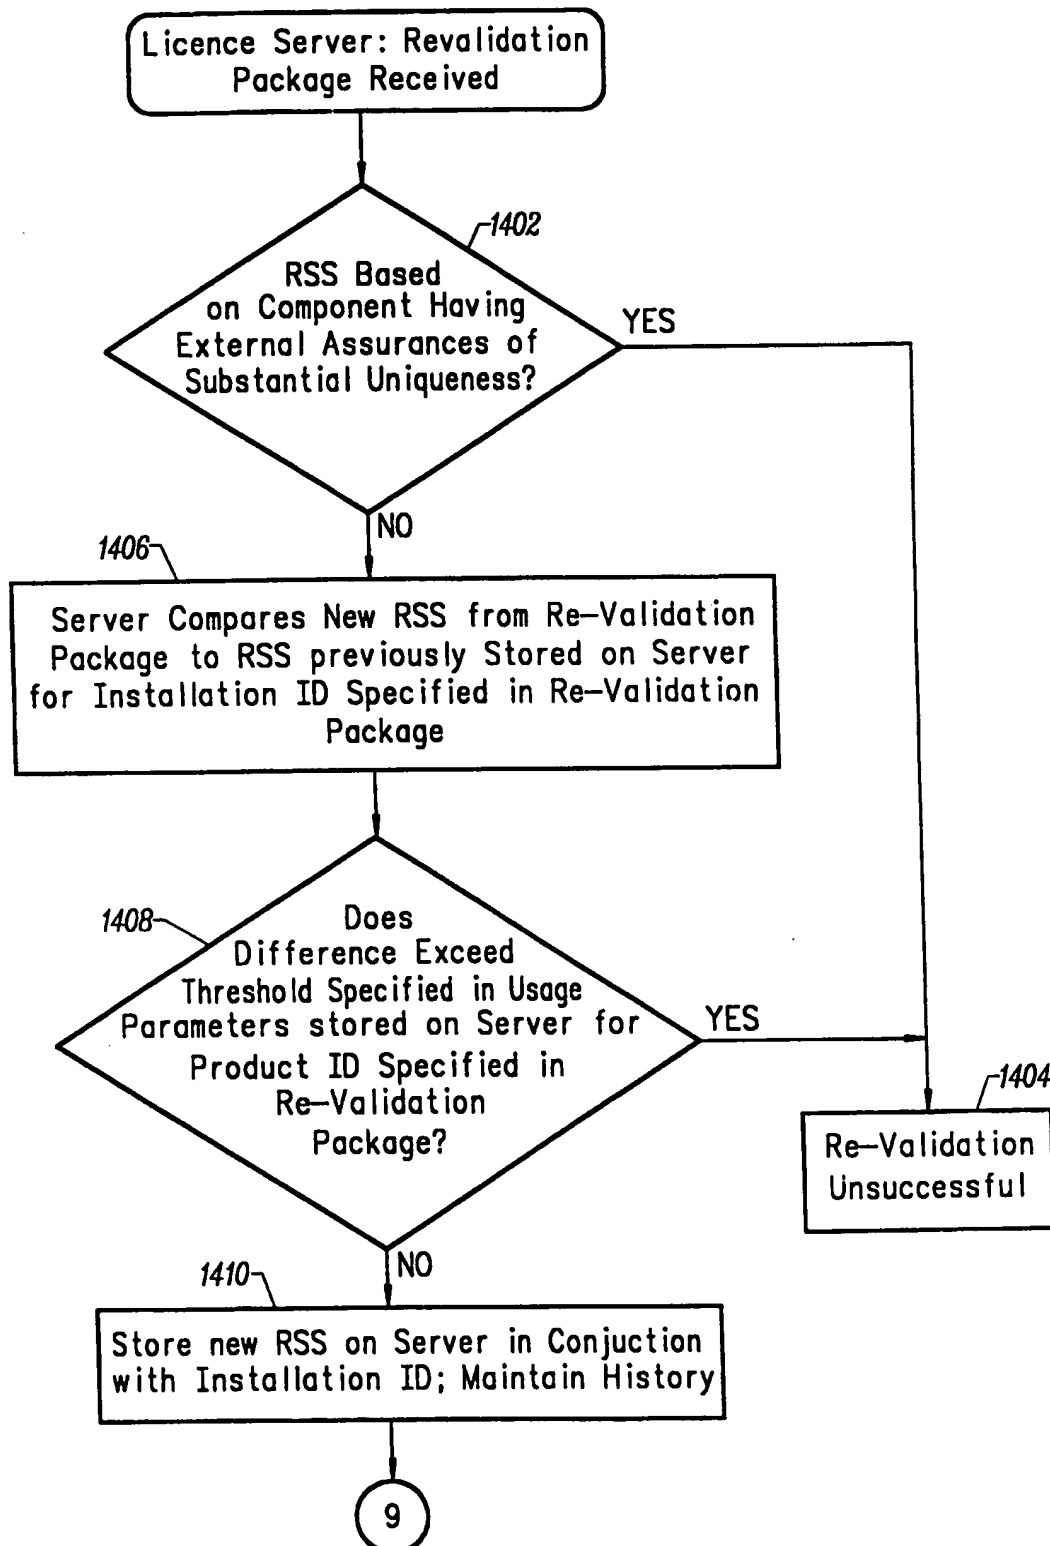 Licence Server: Revalidation
Package Received
1402
RSS Based
on Component Having
External Assurances of
Substantial Uniqueness?
YES
NO
1406
Server Compares New RSS from Re-Validation
Package to RSS previously Stored on Server
for Installation ID Specified in Re-Validation
Package
1408
Does
Difference Exceed
Threshold Specified in Usage
Parameters stored on Server for
Product ID Specified in
Re-Validation
Package?
YES
1404
Re-Validation
Unsuccessful
NO
1410
Store new RSS on Server in Conjuction
with Installation ID; Maintain History
9